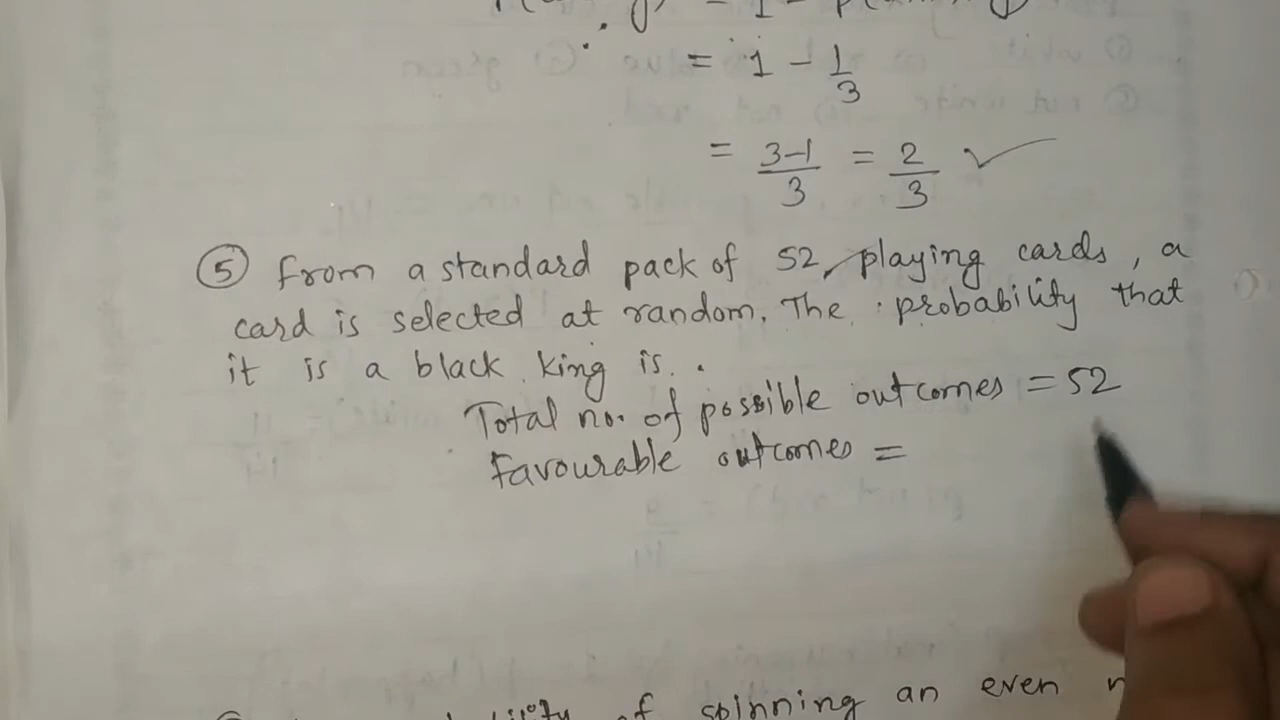 = 1 - 1/3
= 3-1/3 = 2/3 ✓
⑤ From a standard pack of 52, playing cards, a
card is selected at random. The probability that
it is a black king is.
Total no. of possible outcomes = 52
Favourable outcomes =
of spinning an even